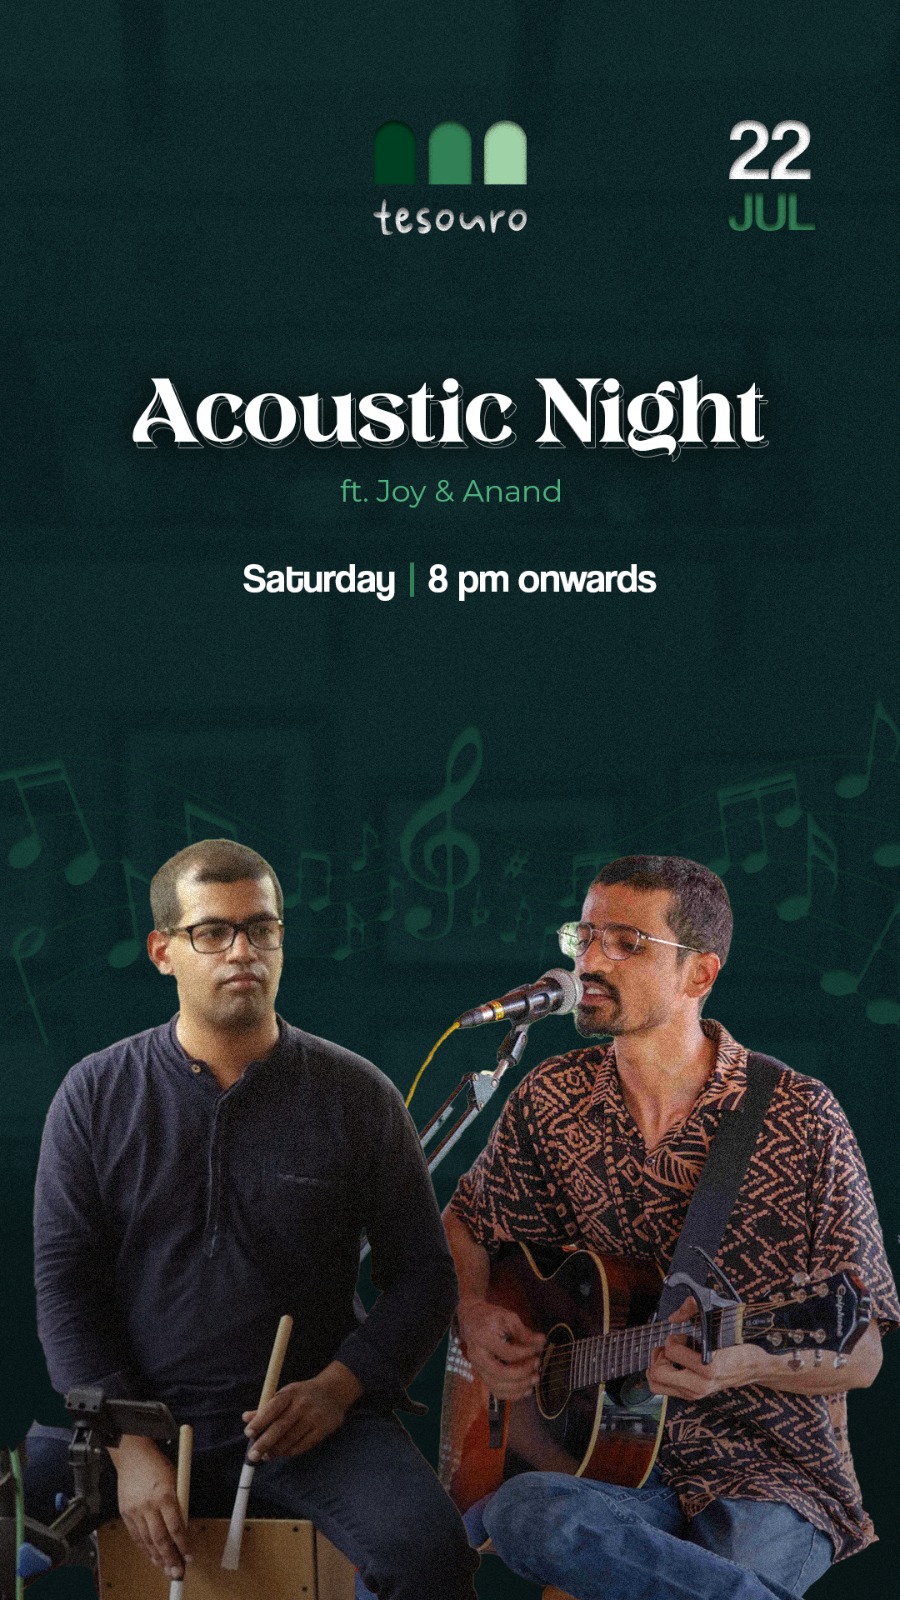 tesouro
22
JUL
Acoustic Night
ft. Joy & Anand
Saturday | 8 pm onwards